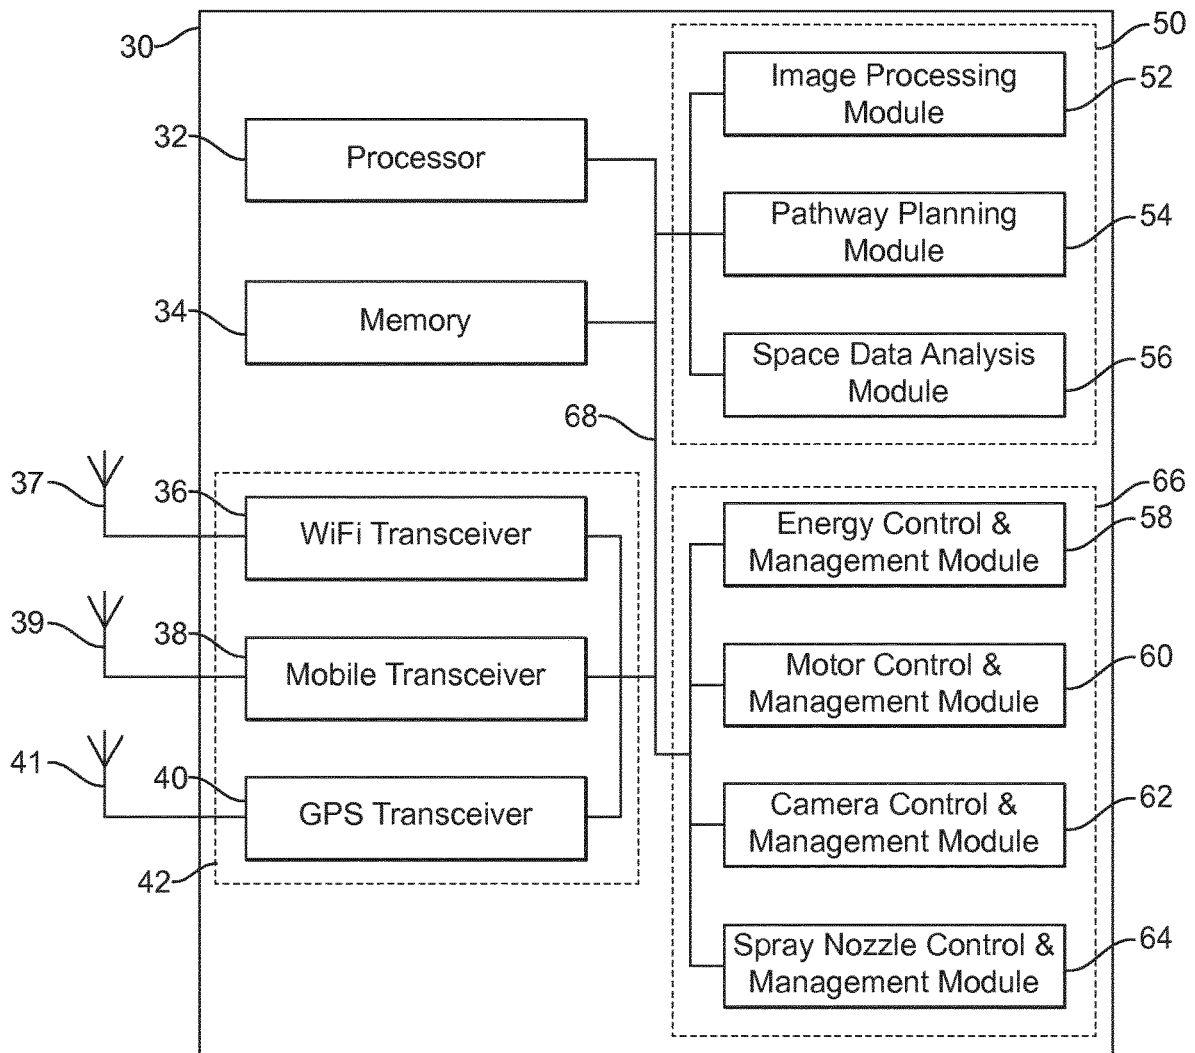 30
50
Image Processing
Module
52
32
Processor
Pathway Planning
Module
54
34
Memory
Space Data Analysis
Module
56
68
37
36
WiFi Transceiver
66
Energy Control &
Management Module
58
39
38
Mobile Transceiver
Motor Control &
Management Module
60
41
40
GPS Transceiver
42
Camera Control &
Management Module
62
Spray Nozzle Control &
Management Module
64